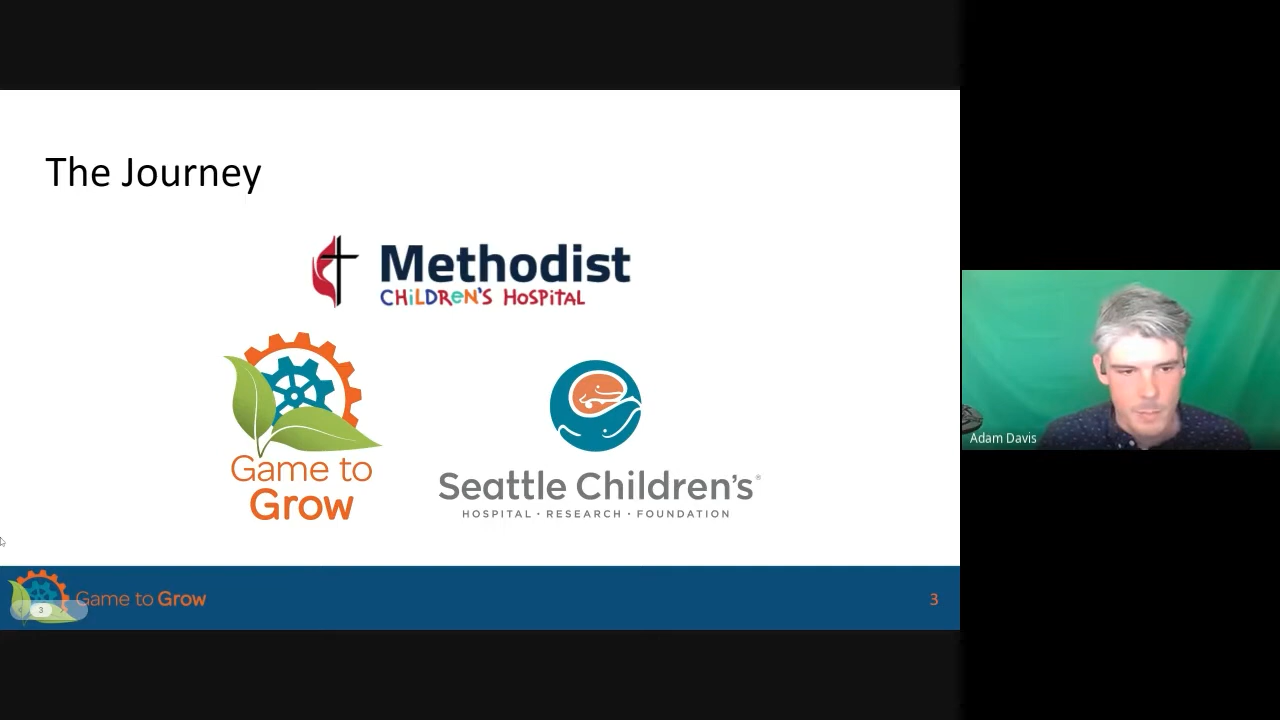 The Journey
Methodist
CHiLDReN'S HOSPITAL
Game to
Grow
Seattle Children's®
HOSPITAL · RESEARCH · FOUNDATION
Adam Davis
3
Game to Grow
3